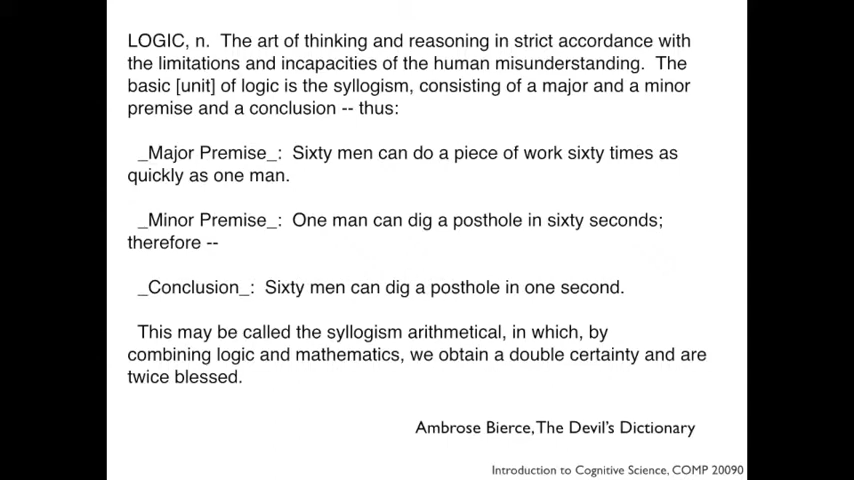 LOGIC, n.  The art of thinking and reasoning in strict accordance with
the limitations and incapacities of the human misunderstanding.  The
basic [unit] of logic is the syllogism, consisting of a major and a minor
premise and a conclusion -- thus:
_Major Premise_:  Sixty men can do a piece of work sixty times as
quickly as one man.
_Minor Premise_:  One man can dig a posthole in sixty seconds;
therefore --
_Conclusion_:  Sixty men can dig a posthole in one second.
This may be called the syllogism arithmetical, in which, by
combining logic and mathematics, we obtain a double certainty and are
twice blessed.
Ambrose Bierce, The Devil's Dictionary
Introduction to Cognitive Science, COMP 20090